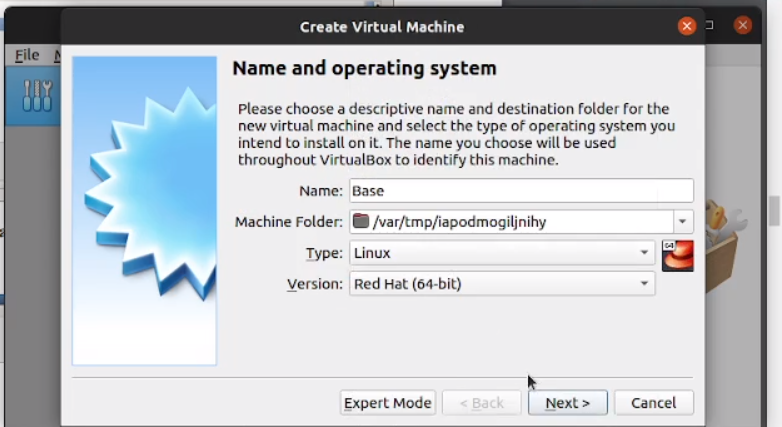 Create Virtual Machine
File
Name and operating system
Please choose a descriptive name and destination folder for the
new virtual machine and select the type of operating system you
intend to install on it. The name you choose will be used
throughout VirtualBox to identify this machine.
Name: Base
Machine Folder: /var/tmp/iapodmogiljnihy
Type: Linux
64
Version: Red Hat (64-bit)
Expert Mode < Back Next > Cancel